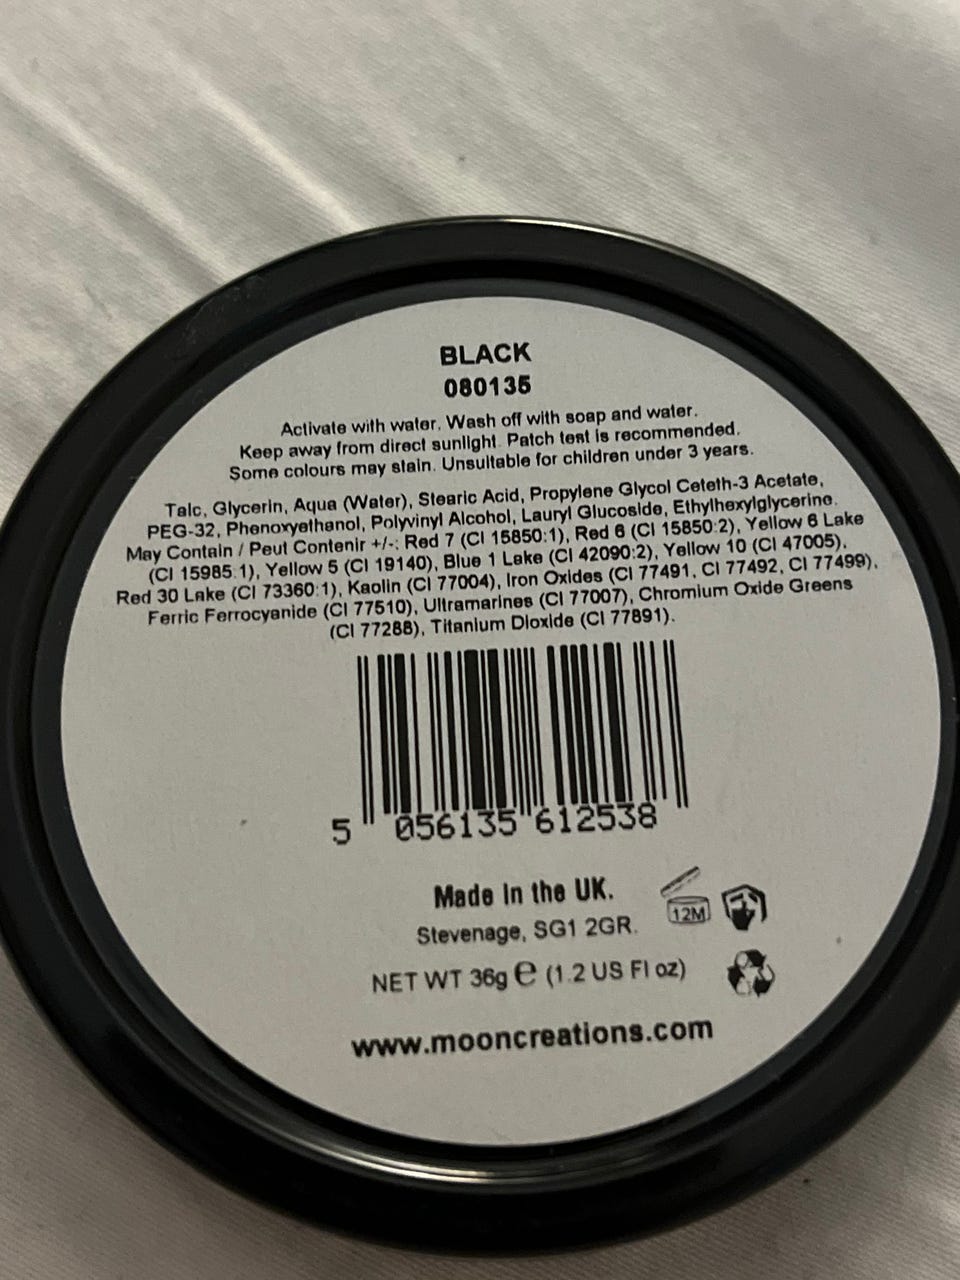 BLACK
080135
Activate with water. Wash off with soap and water.
Keep away from direct sunlight. Patch test is recommended.
Some colours may stain. Unsuitable for children under 3 years.
Talc, Glycerin, Aqua (Water), Stearic Acid, Propylene Glycol Ceteth-3 Acetate,
PEG-32, Phenoxyethanol, Polyvinyl Alcohol, Lauryl Glucoside, Ethylhexylglycerine.
May Contain / Peut Contenir +/-: Red 7 (CI 15850:1), Red 6 (CI 15850:2), Yellow 6 Lake
(CI 15985:1), Yellow 5 (CI 19140), Blue 1 Lake (CI 42090:2), Yellow 10 (CI 47005),
Red 30 Lake (CI 73360:1), Kaolin (CI 77004), Iron Oxides (CI 77491, CI 77492, CI 77499),
Ferric Ferrocyanide (CI 77510), Ultramarines (CI 77007), Chromium Oxide Greens
(CI 77288), Titanium Dioxide (CI 77891).
5 056135 612538
Made in the UK.
12M
Stevenage, SG1 2GR.
NET WT 36g e (1.2 US Fl oz)
www.mooncreations.com